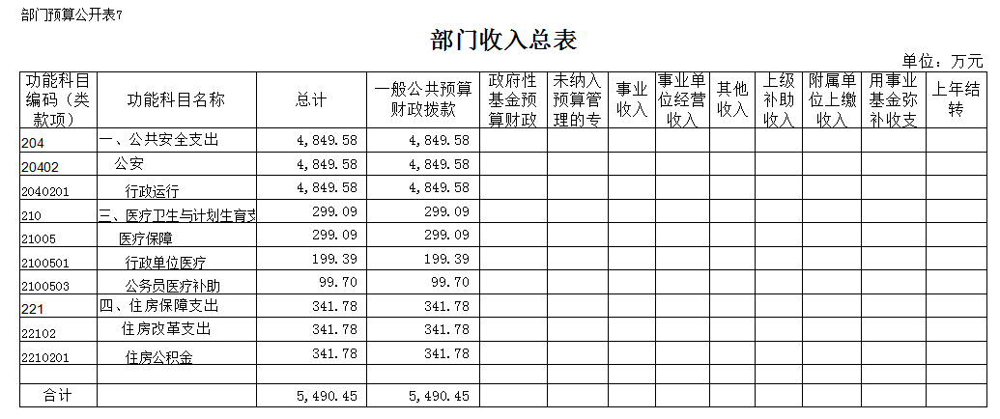 部门预算公开表7
部门收入总表
单位：万元
功能科目编码（类款项） 功能科目名称 总计 一般公共预算财政拨款 政府性基金预算财政 未纳入预算管理的专 事业收入 事业单位经营收入 其他收入 上级补助收入 附属单位上缴收入 用事业基金弥补收支 上年结转
204 一、公共安全支出 4,849.58 4,849.58
20402 公安 4,849.58 4,849.58
2040201 行政运行 4,849.58 4,849.58
210 三、医疗卫生与计划生育支 299.09 299.09
21005 医疗保障 299.09 299.09
2100501 行政单位医疗 199.39 199.39
2100503 公务员医疗补助 99.70 99.70
221 四、住房保障支出 341.78 341.78
22102 住房改革支出 341.78 341.78
2210201 住房公积金 341.78 341.78
合计 5,490.45 5,490.45